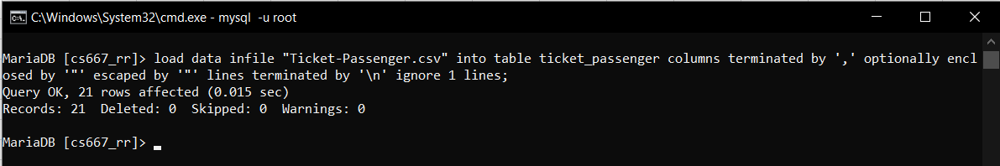 C:\Windows\System32\cmd.exe - mysql -u root
MariaDB [cs667_rr]> load data infile "Ticket-Passenger.csv" into table ticket_passenger columns terminated by ',' optionally encl
osed by '"' escaped by '"' lines terminated by '\n' ignore 1 lines;
Query OK, 21 rows affected (0.015 sec)
Records: 21  Deleted: 0  Skipped: 0  Warnings: 0
MariaDB [cs667_rr]>